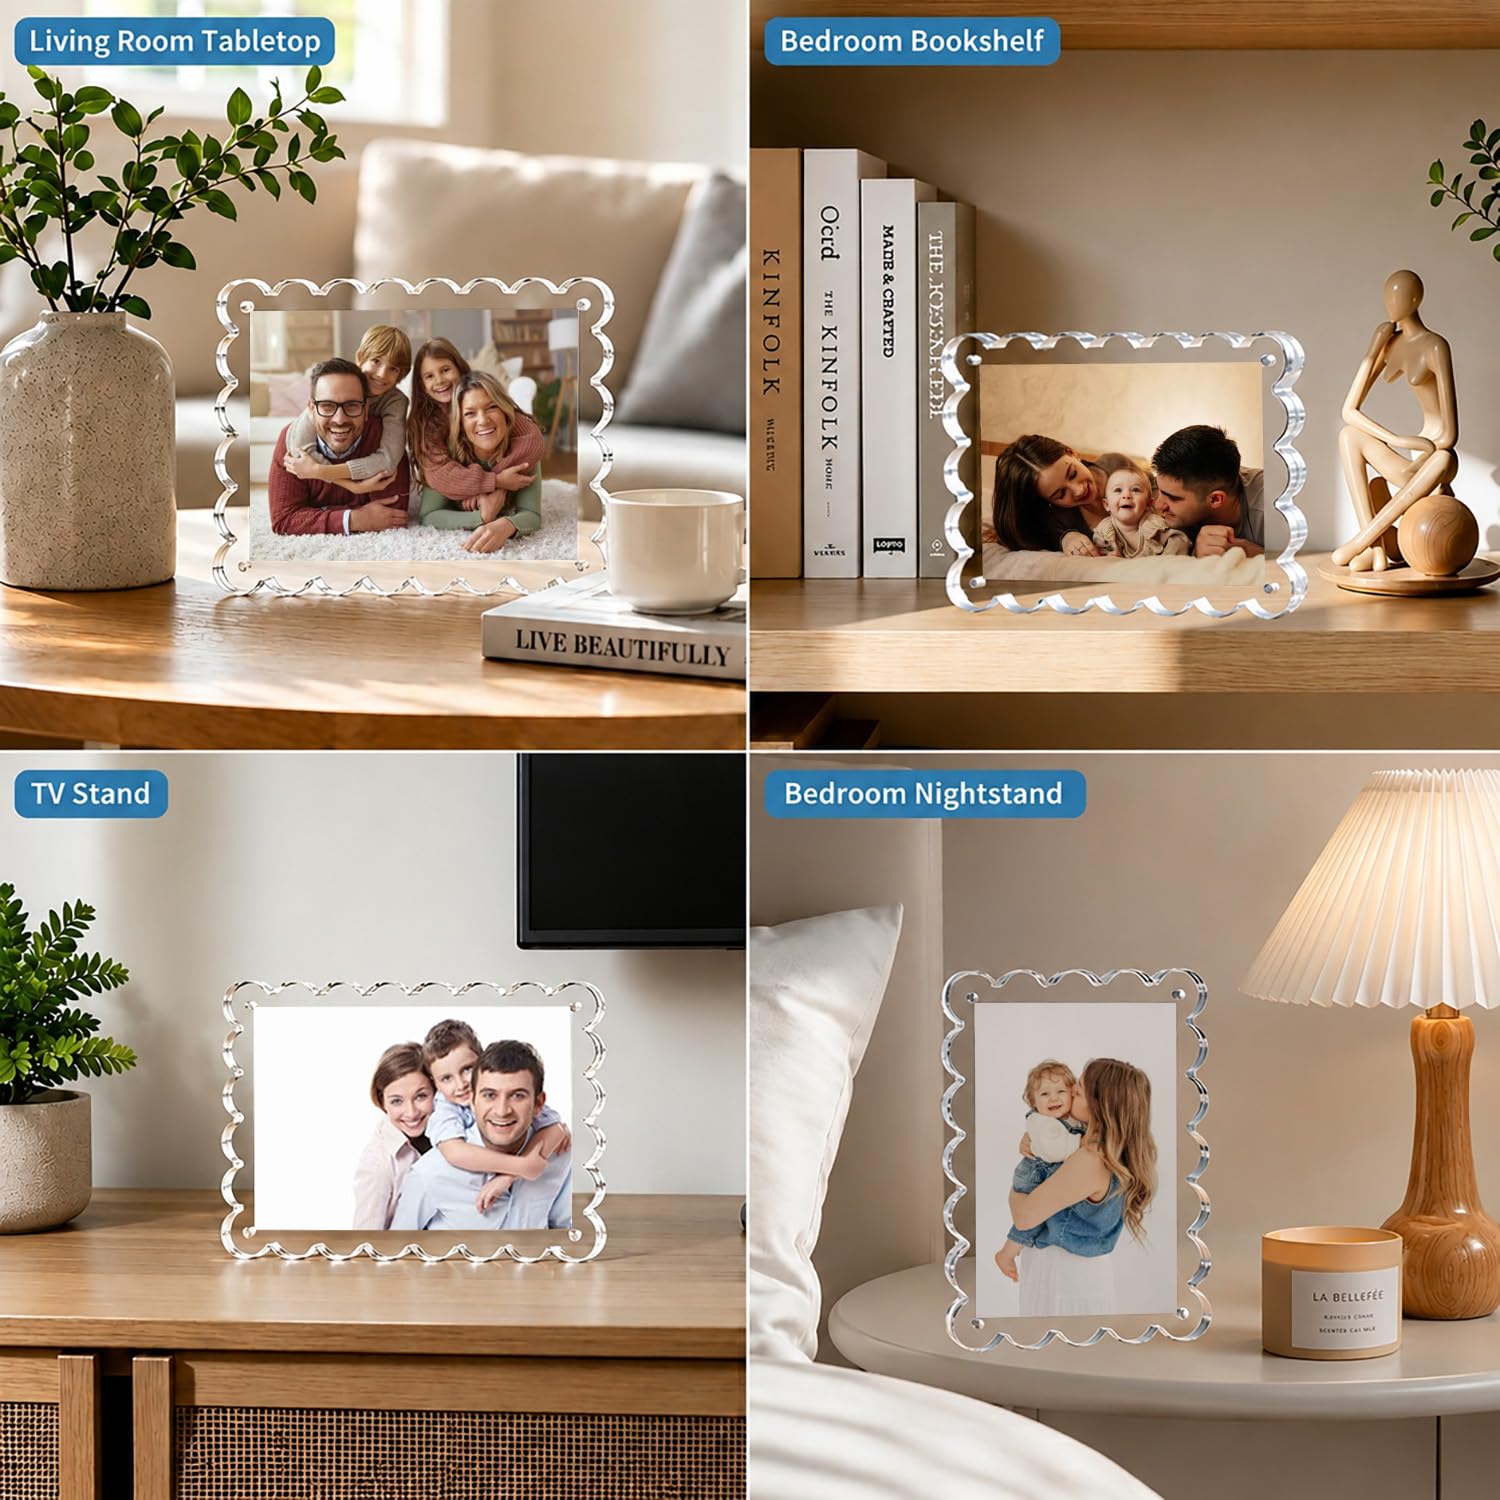 Living Room Tabletop
LIVE BEAUTIFULLY
Bedroom Bookshelf
KINFOLK
Ocrd
THE KINFOLK
HOME
MADB & CRAFTED
TV Stand
Bedroom Nightstand
LA BELLEFÉE